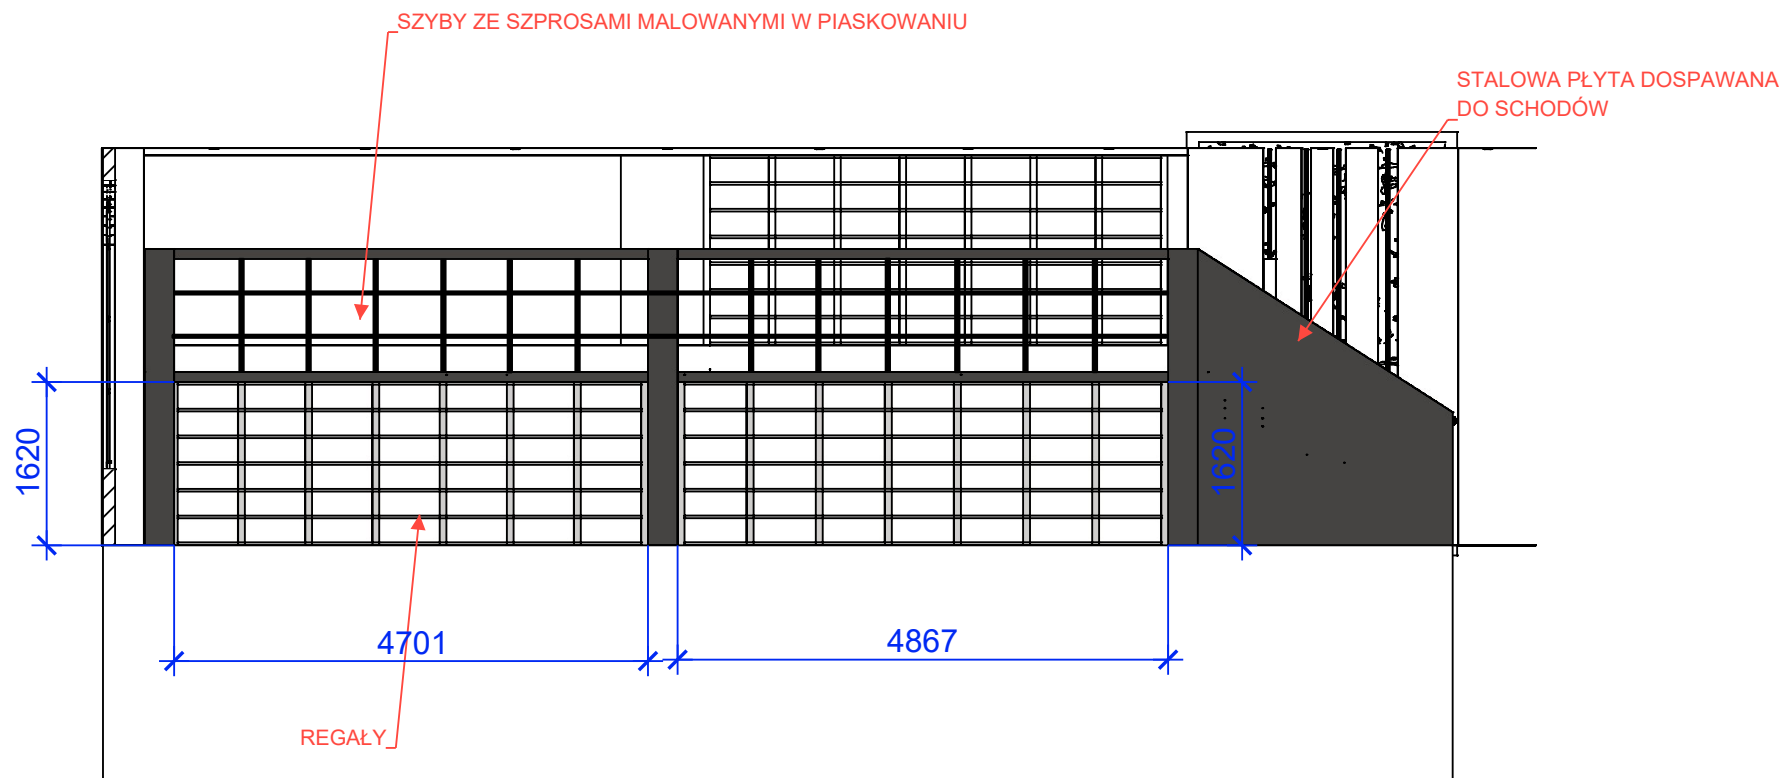 SZYBY ZE SZPROSAMI MALOWANYMI W PIASKOWANIU
STALOWA PŁYTA DOSPAWANA
DO SCHODÓW
1620
1620
4701
4867
REGAŁY